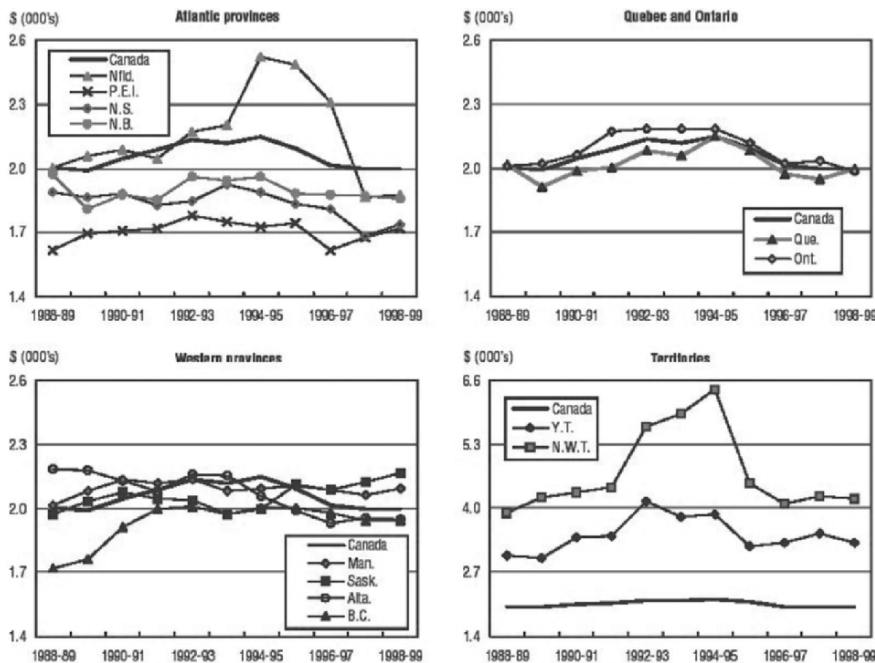 $ (000's) Atlantic provinces
2.6
2.3
2.0
1.7
1.4
Canada
Nfld.
P.E.I.
N.S.
N.B.
1988-89 1990-91 1992-93 1994-95 1996-97 1998-99
$ (000's) Quebec and Ontario
2.6
2.3
2.0
1.7
1.4
Canada
Que.
Ont.
1988-89 1990-91 1992-93 1994-95 1996-97 1998-99
$ (000's) Western provinces
2.6
2.3
2.0
1.7
1.4
Canada
Man.
Sask.
Alta.
B.C.
1988-89 1990-91 1992-93 1994-95 1996-97 1998-99
$ (000's) Territories
6.6
5.3
4.0
2.7
1.4
Canada
Y.T.
N.W.T.
1988-89 1990-91 1992-93 1994-95 1996-97 1998-99